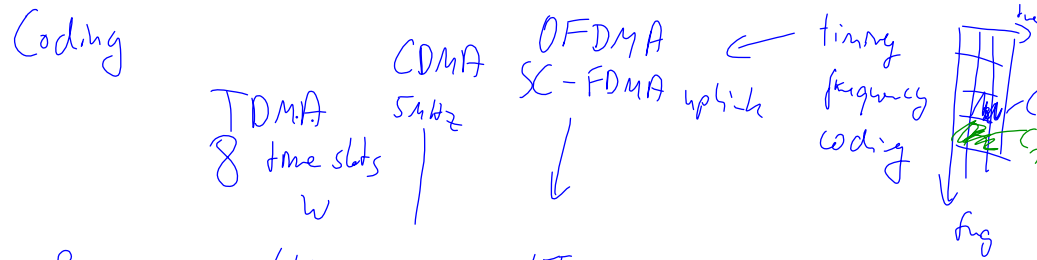 Coding
TDMA
8 time slots
CDMA
5MHz
OFDMA
SC-FDMA uplink
timing
frequency
coding
freq